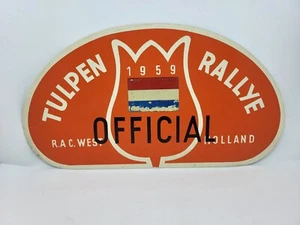 TULPEN RALLYE
1959
OFFICIAL
R.A.C. WEST HOLLAND